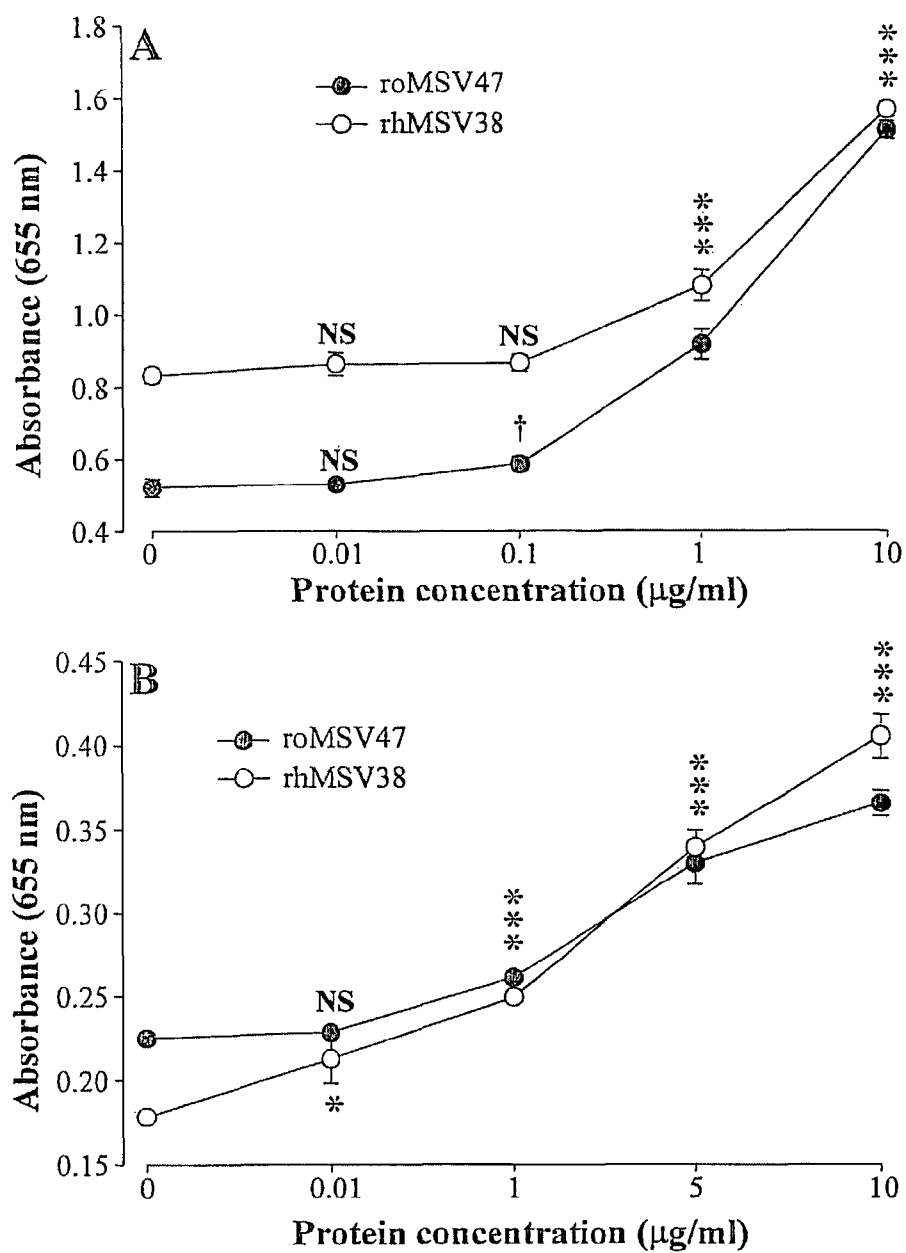 A
roMSV47
rhMSV38
Absorbance (655 nm)
1.8
1.6
1.4
1.2
1.0
0.8
0.6
0.4
NS
NS
NS
†
***
***
0
0.01
0.1
1
10
Protein concentration (µg/ml)
B
roMSV47
rhMSV38
Absorbance (655 nm)
0.45
0.40
0.35
0.30
0.25
0.20
0.15
NS
*
***
***
***
0
0.01
1
5
10
Protein concentration (µg/ml)